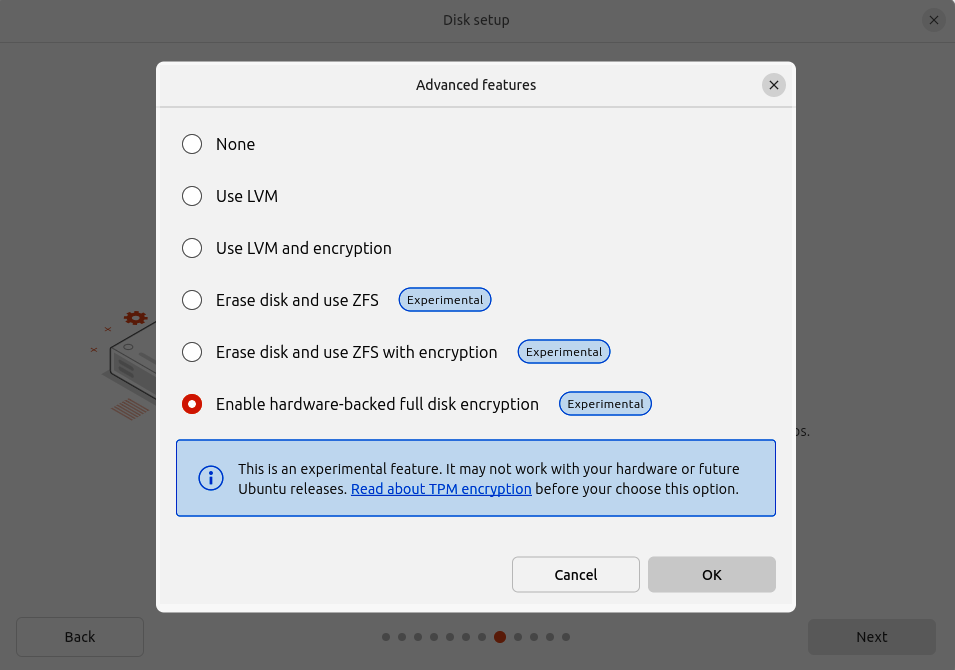 Disk setup
Advanced features
None
Use LVM
Use LVM and encryption
Erase disk and use ZFS Experimental
Erase disk and use ZFS with encryption Experimental
Enable hardware-backed full disk encryption Experimental
This is an experimental feature. It may not work with your hardware or future
Ubuntu releases. Read about TPM encryption before your choose this option.
Cancel OK
Back Next